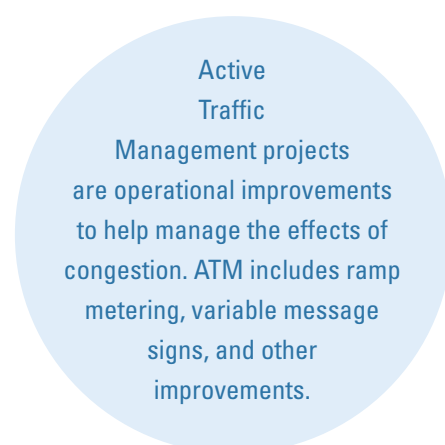 Active
Traffic
Management projects
are operational improvements
to help manage the effects of
congestion. ATM includes ramp
metering, variable message
signs, and other
improvements.